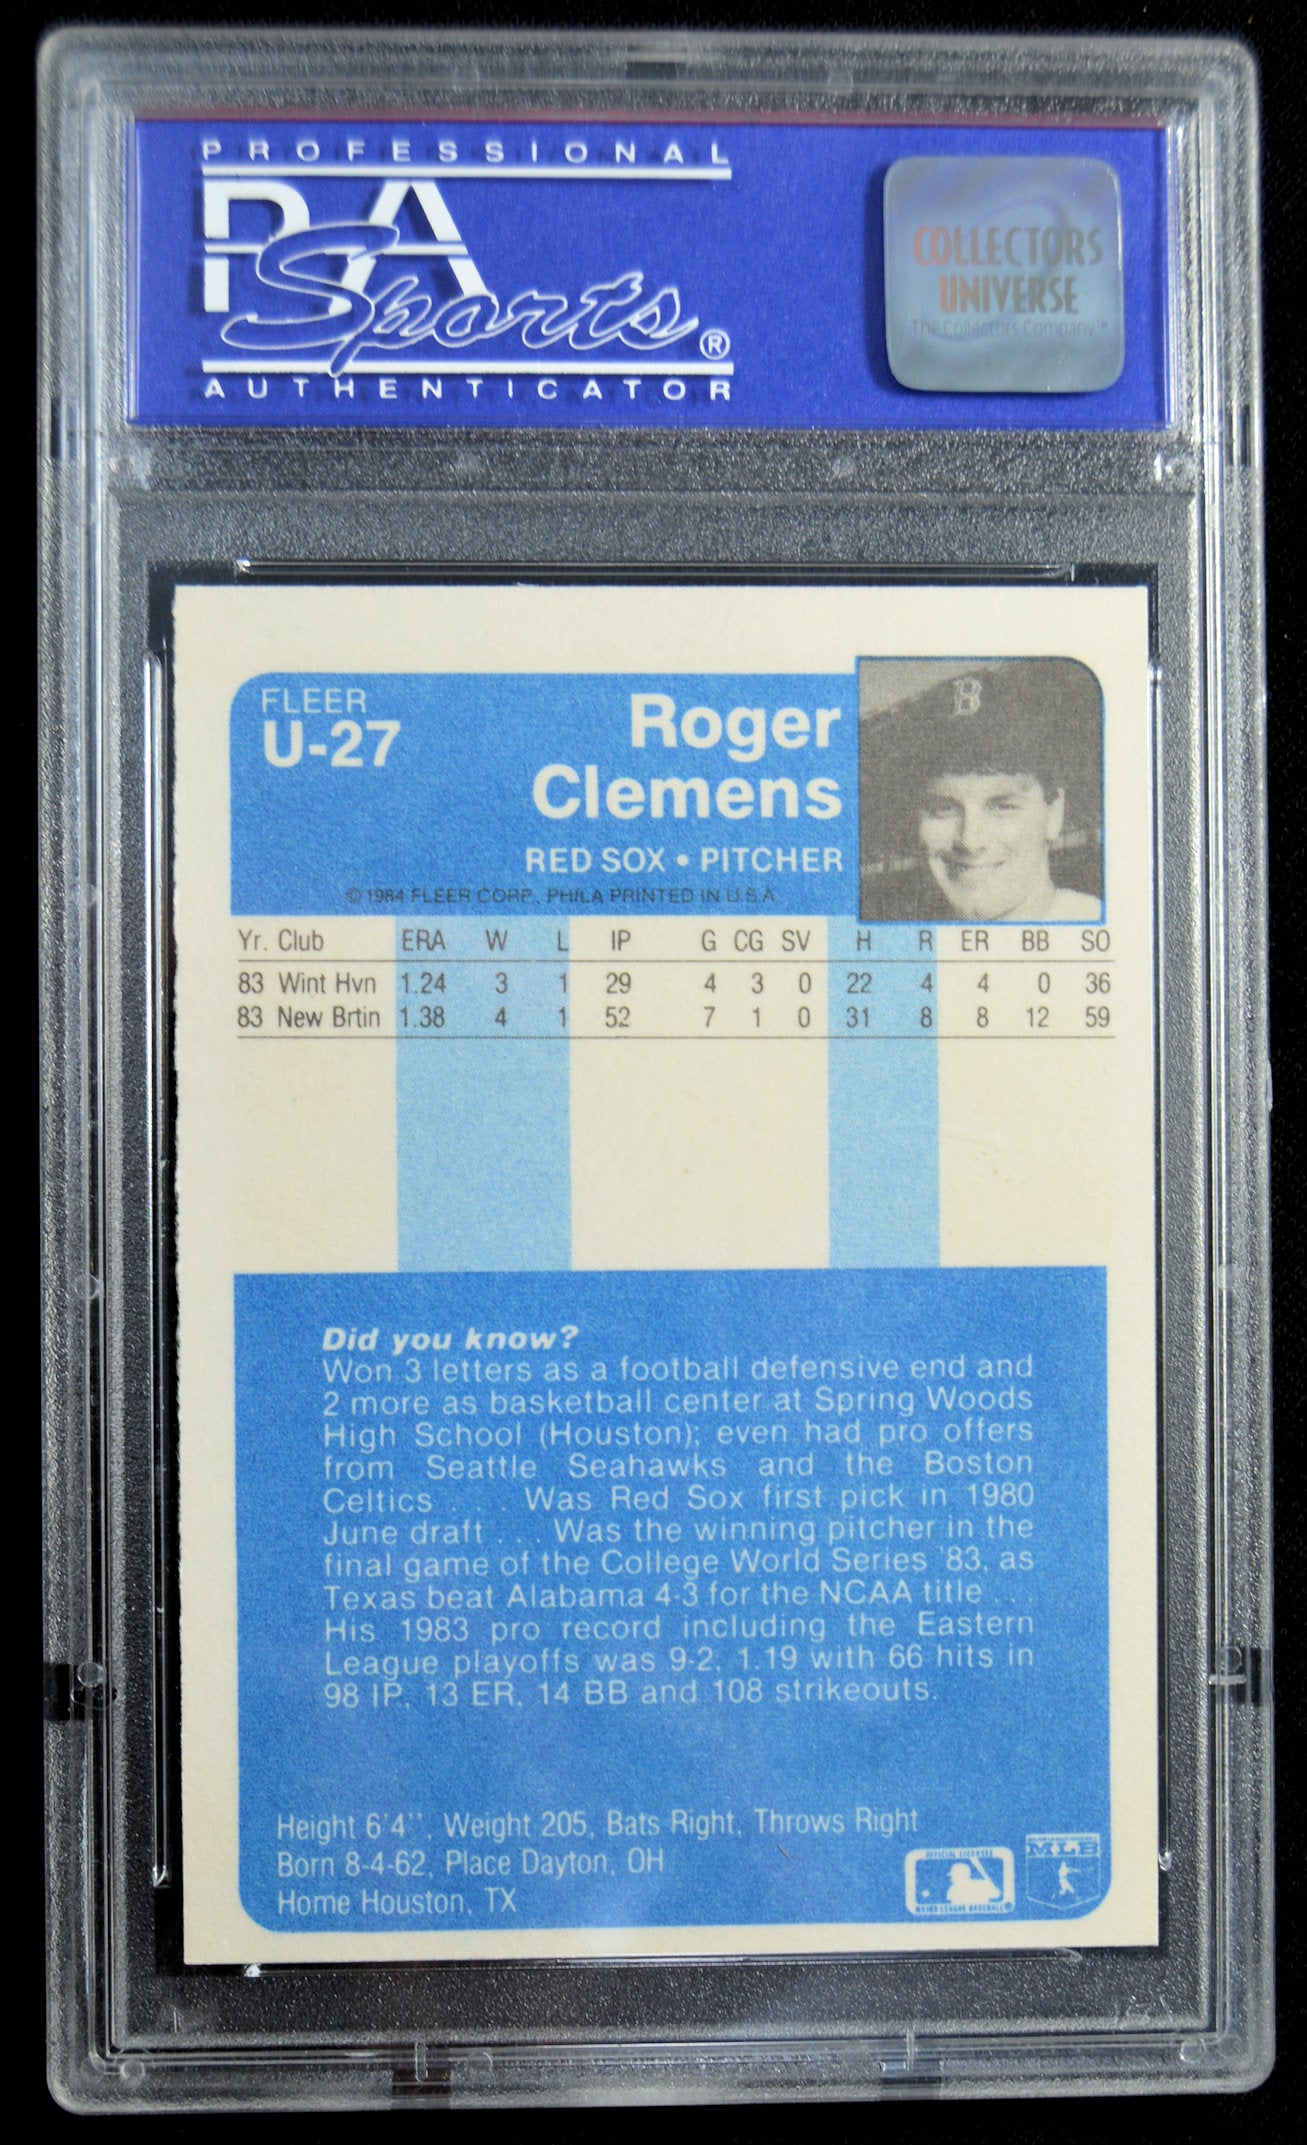 PROFESSIONAL
PSA
Sports®
AUTHENTICATOR
COLLECTORS
UNIVERSE
The Collectors Company™
FLEER
U-27
Roger
Clemens
RED SOX • PITCHER
© 1984 FLEER CORP., PHILA PRINTED IN U.S.A.
B
Yr. Club ERA W L IP G CG SV H R ER BB SO
83 Wint Hvn 1.24 3 1 29 4 3 0 22 4 4 0 36
83 New Brtin 1.38 4 1 52 7 1 0 31 8 8 12 59
Did you know?
Won 3 letters as a football defensive end and
2 more as basketball center at Spring Woods
High School (Houston); even had pro offers
from Seattle Seahawks and the Boston
Celtics . . . Was Red Sox first pick in 1980
June draft . . . Was the winning pitcher in the
final game of the College World Series '83, as
Texas beat Alabama 4-3 for the NCAA title . . .
His 1983 pro record including the Eastern
League playoffs was 9-2, 1.19 with 66 hits in
98 IP, 13 ER, 14 BB and 108 strikeouts.
Height 6'4'', Weight 205, Bats Right, Throws Right
Born 8-4-62, Place Dayton, OH
Home Houston, TX
OFFICIAL LICENSEE
MAJOR LEAGUE BASEBALL®
MLB